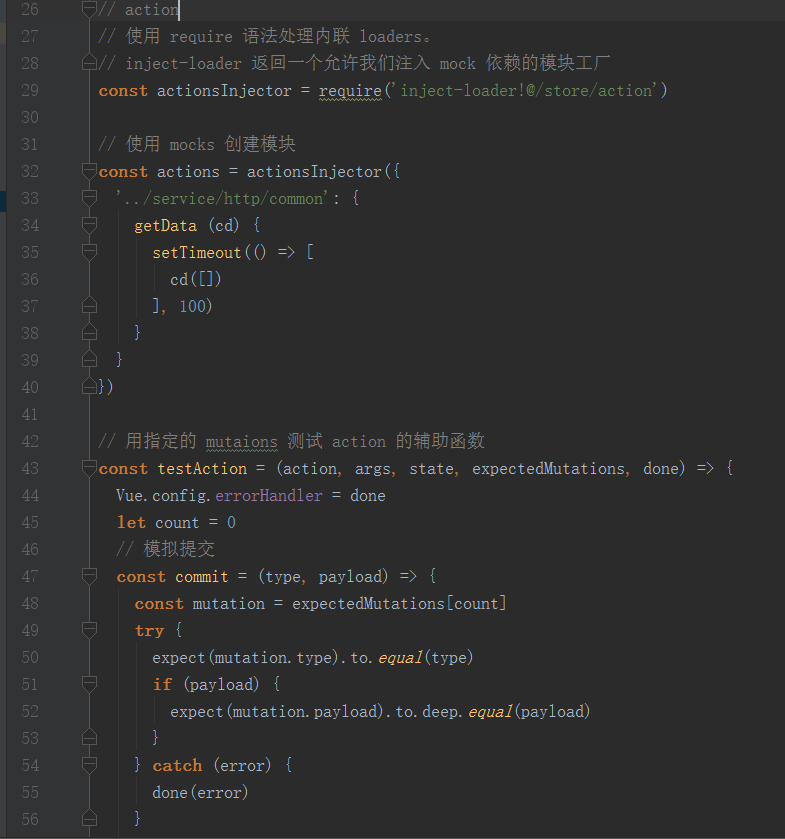 26 // action
27 // 使用 require 语法处理内联 loaders。
28 // inject-loader 返回一个允许我们注入 mock 依赖的模块工厂
29 const actionsInjector = require('inject-loader!@/store/action')
30
31 // 使用 mocks 创建模块
32 const actions = actionsInjector({
33   '../service/http/common': {
34     getData (cd) {
35       setTimeout(() => [
36         cd([])
37       ], 100)
38     }
39   }
40 })
41
42 // 用指定的 mutaions 测试 action 的辅助函数
43 const testAction = (action, args, state, expectedMutations, done) => {
44   Vue.config.errorHandler = done
45   let count = 0
46   // 模拟提交
47   const commit = (type, payload) => {
48     const mutation = expectedMutations[count]
49     try {
50       expect(mutation.type).to.equal(type)
51       if (payload) {
52         expect(mutation.payload).to.deep.equal(payload)
53       }
54     } catch (error) {
55       done(error)
56     }